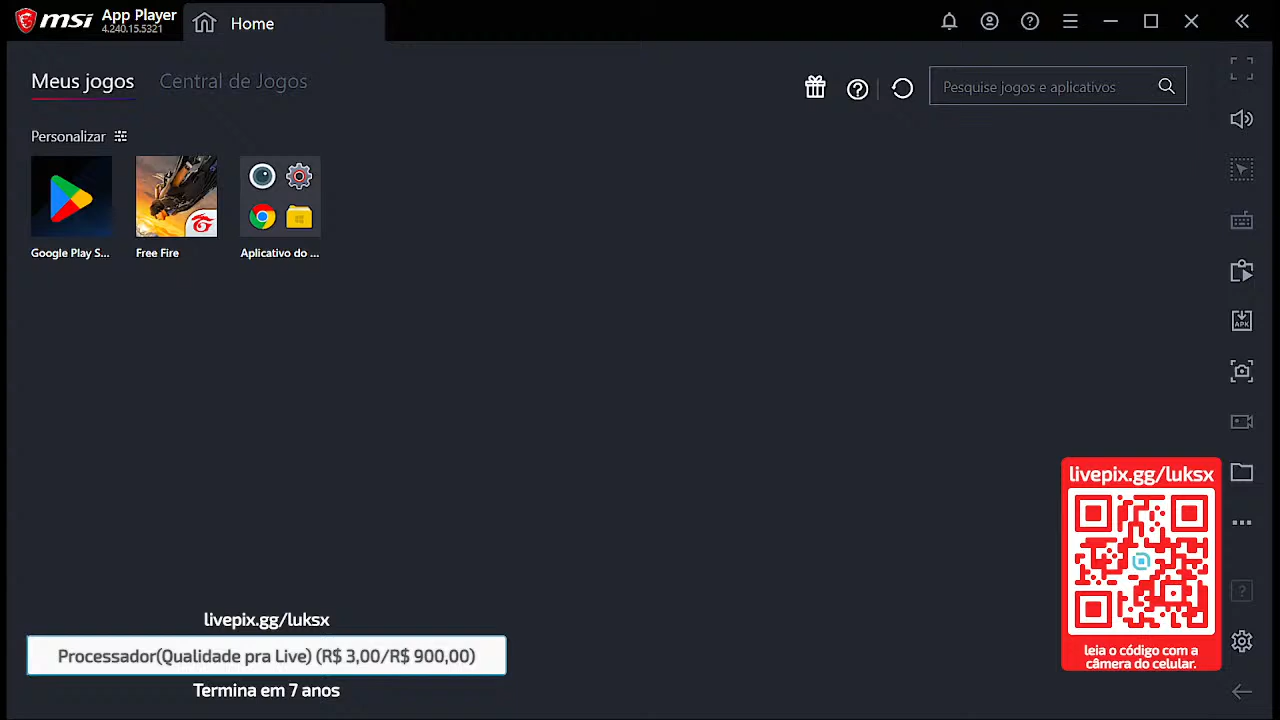 msi App Player
4.240.15.5321
Home
Meus jogos
Central de Jogos
Pesquise jogos e aplicativos
Personalizar
Google Play S...
Free Fire
Aplicativo do ...
APK
livepix.gg/luksx
leia o código com a
câmera do celular.
livepix.gg/luksx
Processador(Qualidade pra Live) (R$ 3,00/R$ 900,00)
Termina em 7 anos